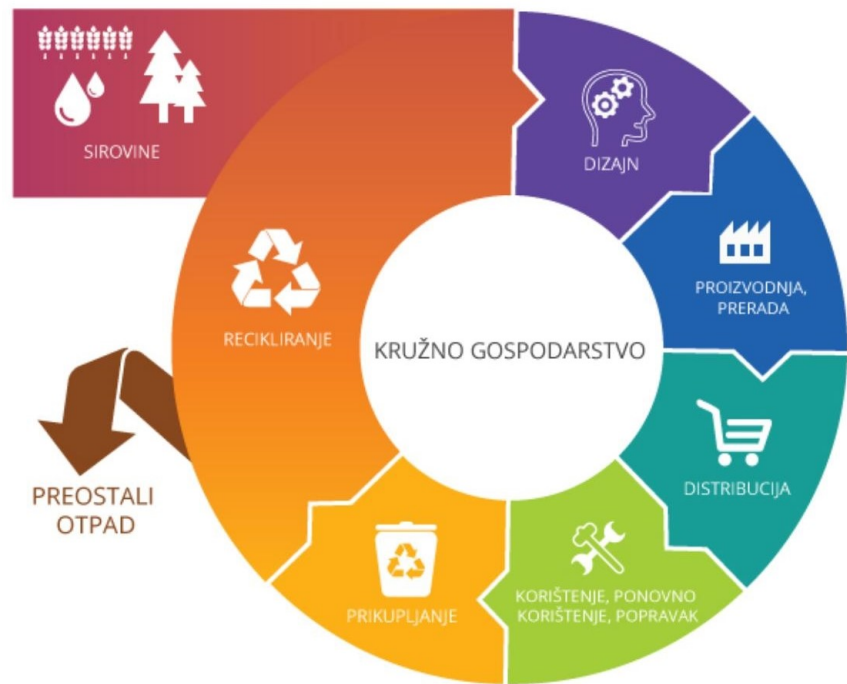 SIROVINE
DIZAJN
PROIZVODNJA,
PRERADA
RECIKLIRANJE
KRUŽNO GOSPODARSTVO
DISTRIBUCIJA
PREOSTALI
OTPAD
KORIŠTENJE, PONOVNO
KORIŠTENJE, POPRAVAK
PRIKUPLJANJE